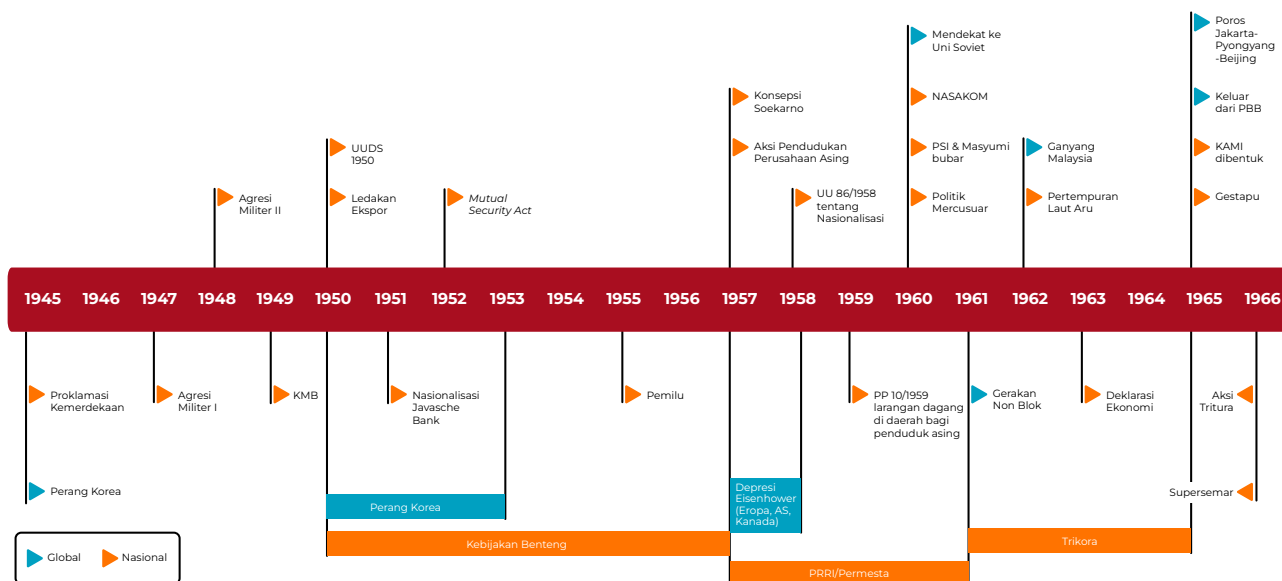 Mendekat ke
Uni Soviet
NASAKOM
PSI & Masyumi
bubar
Politik
Mercusuar
Poros
Jakarta-
Pyongyang
-Beijing
Keluar
dari PBB
KAMI
dibentuk
Gestapu
Konsepsi
Soekarno
Aksi Pendudukan
Perusahaan Asing
UUDS
1950
Ledakan
Ekspor
Agresi
Militer II
Mutual
Security Act
UU 86/1958
tentang
Nasionalisasi
Ganyang
Malaysia
Pertempuran
Laut Aru
1945 1946 1947 1948 1949 1950 1951 1952 1953 1954 1955 1956 1957 1958 1959 1960 1961 1962 1963 1964 1965 1966
Proklamasi
Kemerdekaan
Perang Korea
Agresi
Militer I
KMB
Nasionalisasi
Javasche
Bank
Pemilu
PP 10/1959
larangan dagang
di daerah bagi
penduduk asing
Gerakan
Non Blok
Deklarasi
Ekonomi
Aksi
Tritura
Supersemar
Perang Korea
Depresi
Eisenhower
(Eropa, AS,
Kanada)
Kebijakan Benteng
Trikora
PRRI/Permesta
Global
Nasional